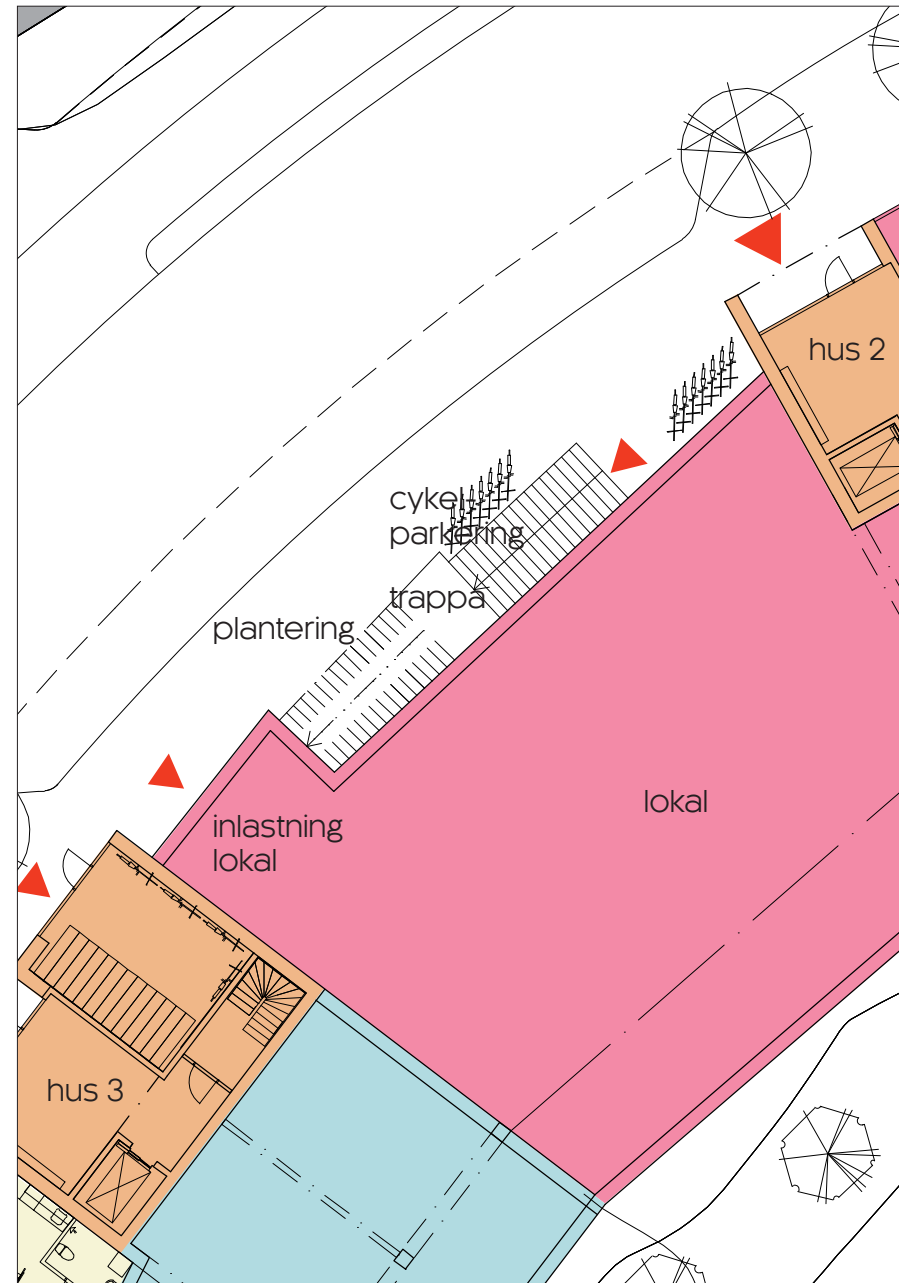 hus 2
cykel-
parkering
trappa
plantering
lokal
inlastning
lokal
hus 3